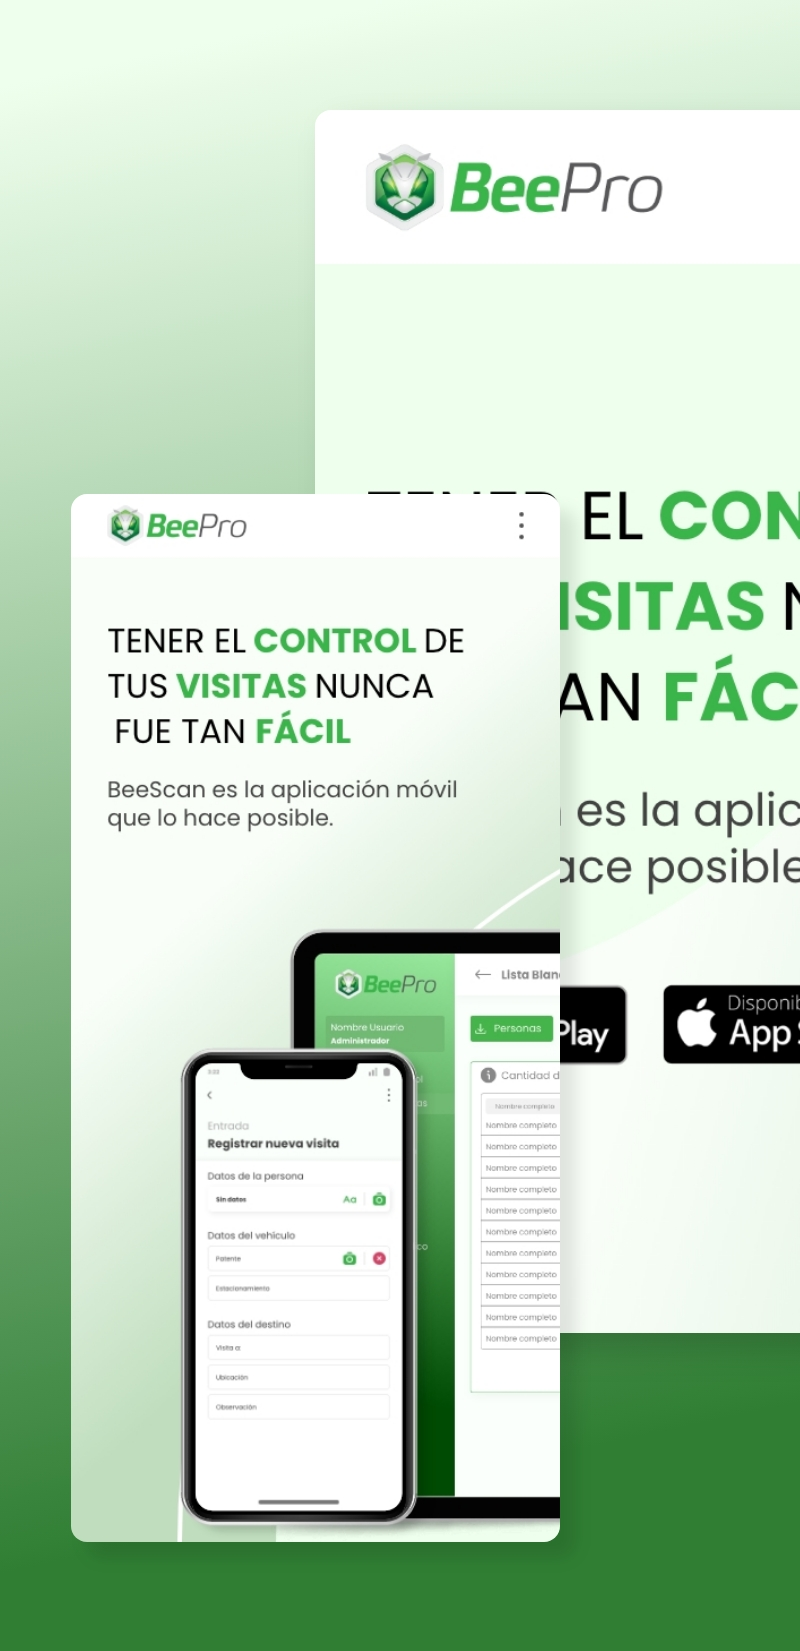 BeePro
EL CON
ISITAS N
AN FÁC
es la aplic
ace posible
Play
Disponib
App S
BeePro
TENER EL CONTROL DE
TUS VISITAS NUNCA
FUE TAN FÁCIL
BeeScan es la aplicación móvil
que lo hace posible.
BeePro
Nombre Usuario
Administrador
ol
as
co
Lista Blan
Personas
Cantidad d
Nombre completo
Nombre completo
Nombre completo
Nombre completo
Nombre completo
Nombre completo
Nombre completo
Nombre completo
Nombre completo
Nombre completo
Nombre completo
Nombre completo
Entrada
Registrar nueva visita
Datos de la persona
Sin datos
Aa
Datos del vehículo
Patente
Estacionamiento
Datos del destino
Visita a:
Ubicación
Observación